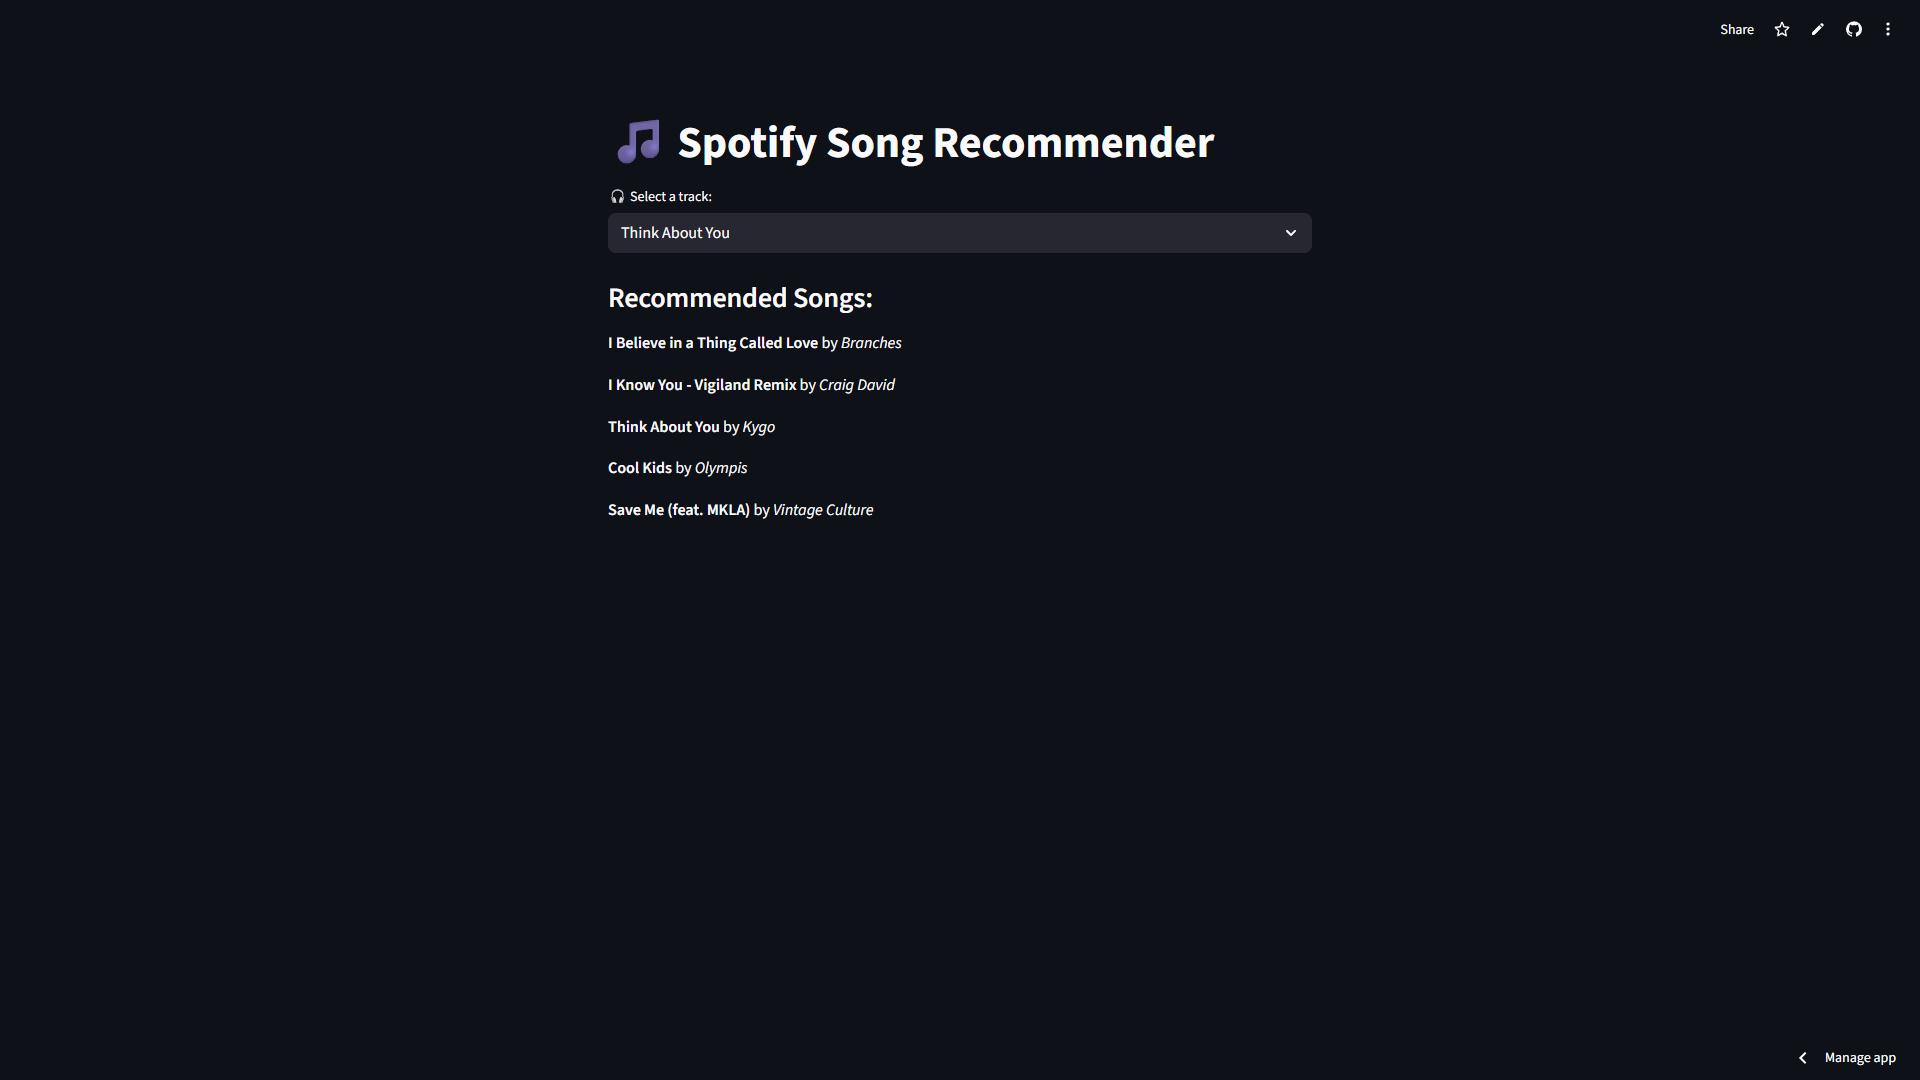 Share
Spotify Song Recommender
Select a track:
Think About You
Recommended Songs:
I Believe in a Thing Called Love by Branches
I Know You - Vigiland Remix by Craig David
Think About You by Kygo
Cool Kids by Olympis
Save Me (feat. MKLA) by Vintage Culture
Manage app